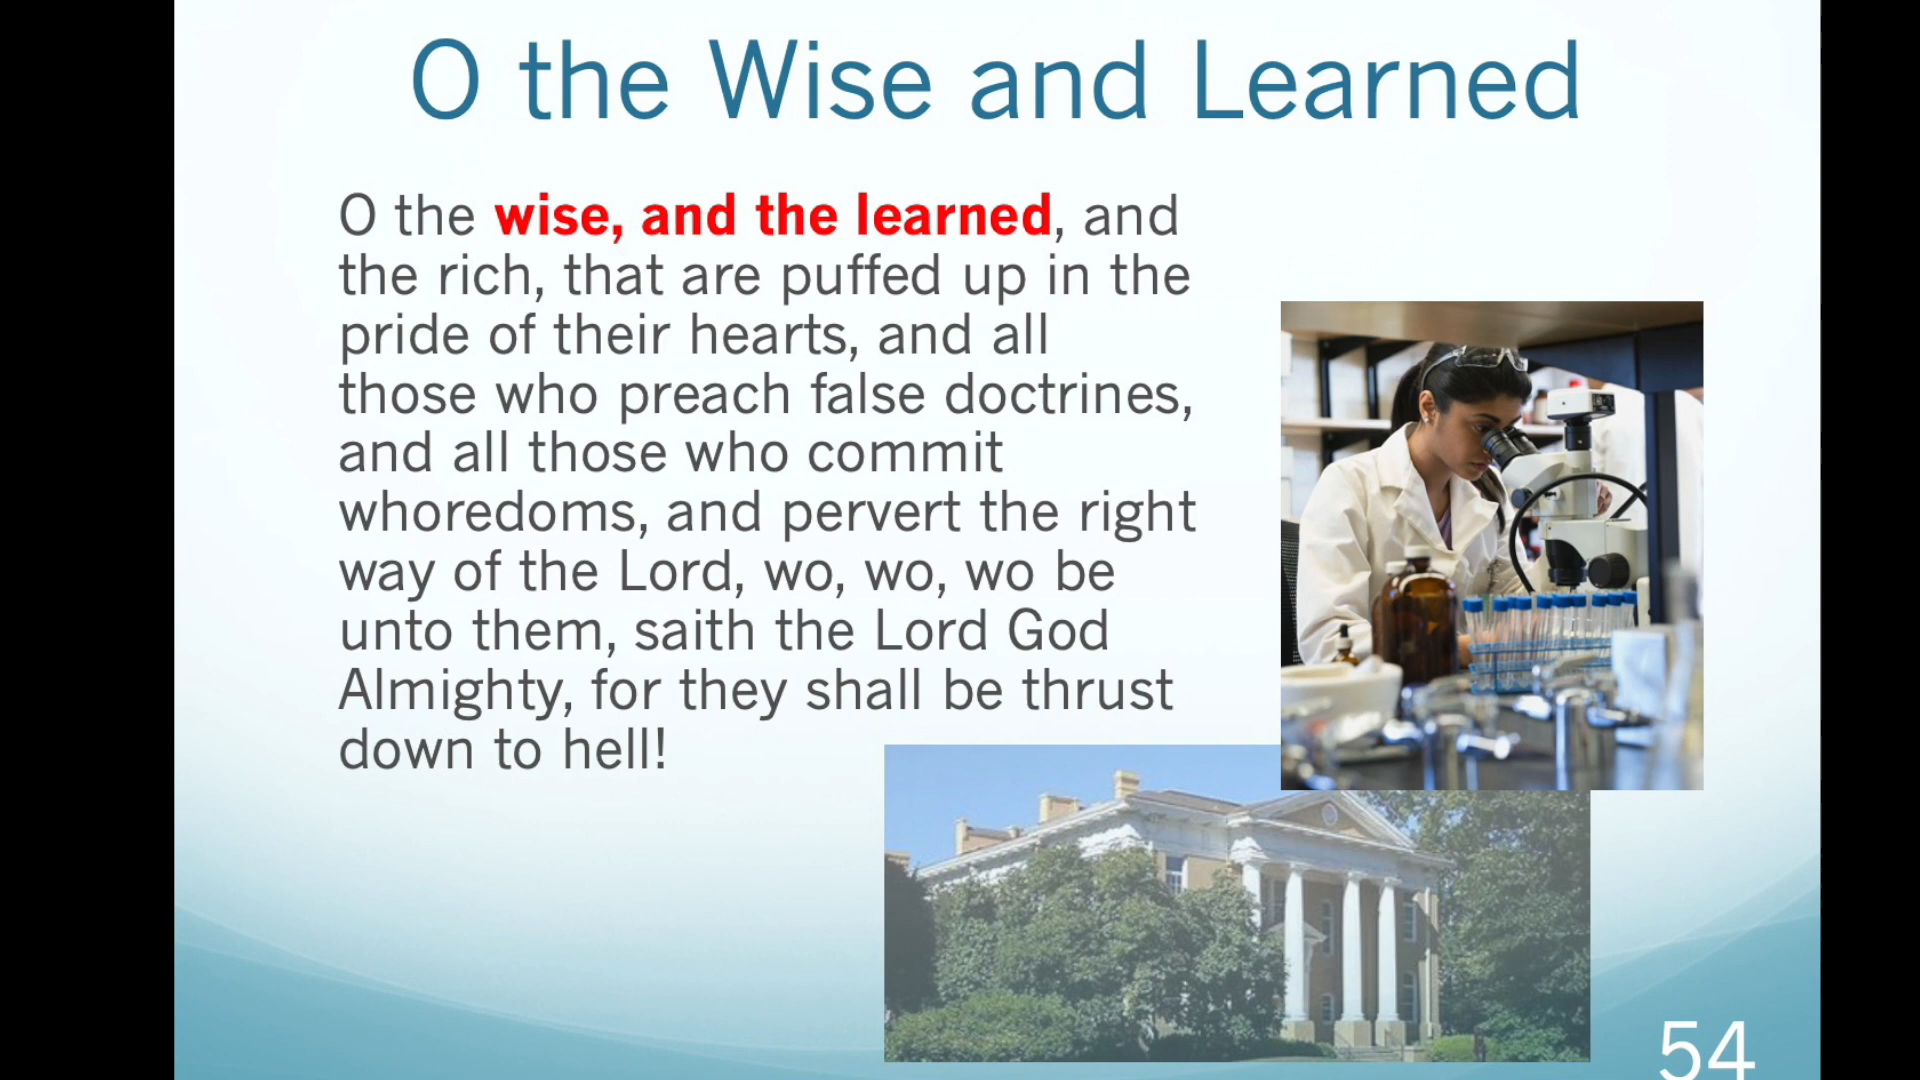 O the Wise and Learned
O the wise, and the learned, and
the rich, that are puffed up in the
pride of their hearts, and all
those who preach false doctrines,
and all those who commit
whoredoms, and pervert the right
way of the Lord, wo, wo, wo be
unto them, saith the Lord God
Almighty, for they shall be thrust
down to hell!
54